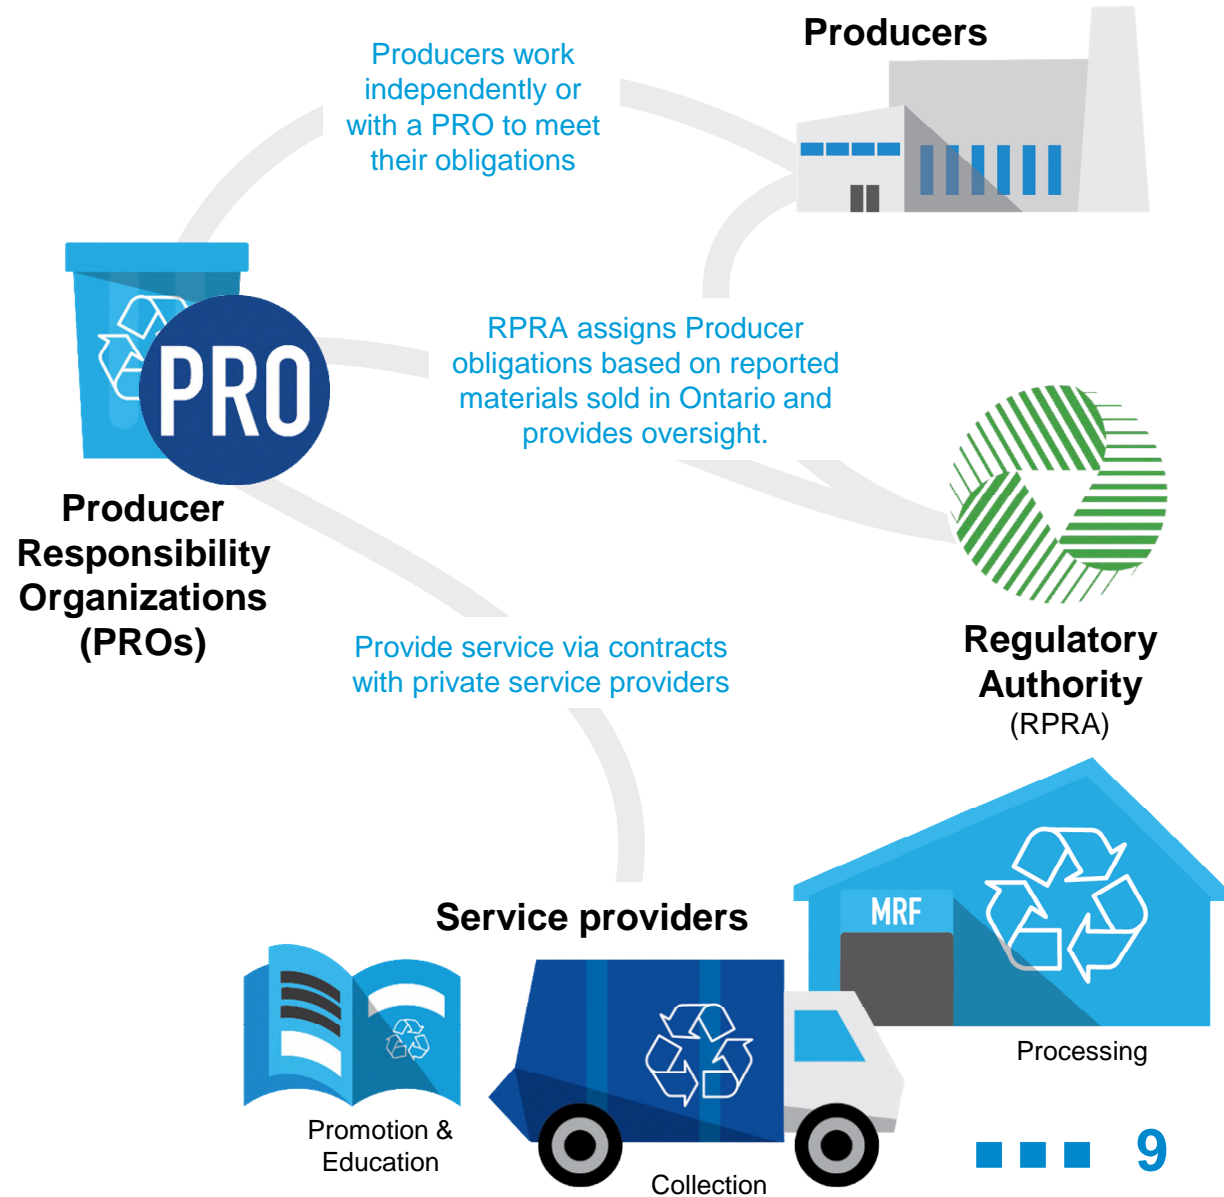 Producers
Producers work
independently or
with a PRO to meet
their obligations
PRO
RPRA assigns Producer
obligations based on reported
materials sold in Ontario and
provides oversight.
Producer
Responsibility
Organizations
(PROs)
Provide service via contracts
with private service providers
Regulatory
Authority
(RPRA)
Service providers
MRF
Processing
Promotion &
Education
Collection
9